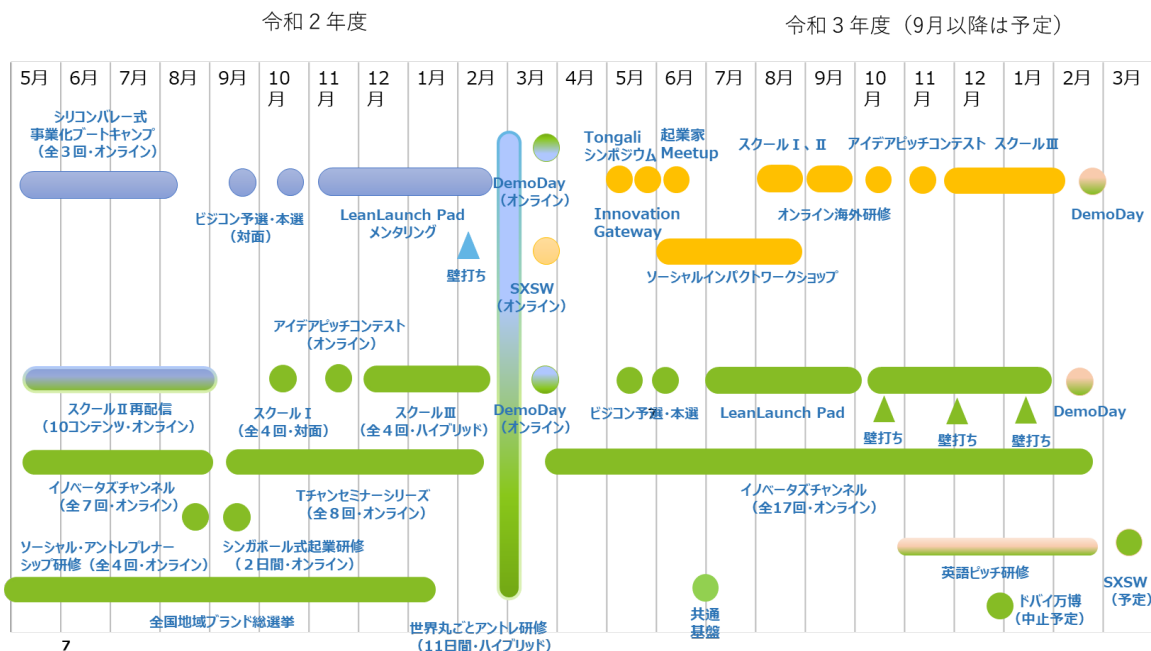 令和２年度
令和３年度（9月以降は予定）
5月 6月 7月 8月 9月 10月 11月 12月 1月 2月 3月 4月 5月 6月 7月 8月 9月 10月 11月 12月 1月 2月 3月
シリコンバレー式
事業化ブートキャンプ
（全３回・オンライン）
ビジコン予選・本選
（対面）
LeanLaunch Pad
メンタリング
壁打ち
DemoDay
（オンライン）
SXSW
（オンライン）
Tongali
シンポジウム
起業家
Meetup
Innovation
Gateway
スクールⅠ、Ⅱ
アイデアピッチコンテスト
スクールⅢ
オンライン海外研修
DemoDay
ソーシャルインパクトワークショップ
アイデアピッチコンテスト
（オンライン）
スクールⅡ再配信
（10コンテンツ・オンライン）
スクールⅠ
（全４回・対面）
スクールⅢ
（全４回・ハイブリッド）
DemoDay
（オンライン）
ビジコン予選・本選
7
LeanLaunch Pad
壁打ち
壁打ち
壁打ち
DemoDay
イノベータズチャンネル
（全７回・オンライン）
Tチャンセミナーシリーズ
（全８回・オンライン）
イノベータズチャンネル
（全17回・オンライン）
ソーシャル・アントレプレナー
シップ研修（全４回・オンライン）
シンガポール式起業研修
（２日間・オンライン）
英語ピッチ研修
SXSW
（予定）
全国地域ブランド総選挙
世界丸ごとアントレ研修
（11日間・ハイブリッド）
共通
基盤
ドバイ万博
（中止予定）
7